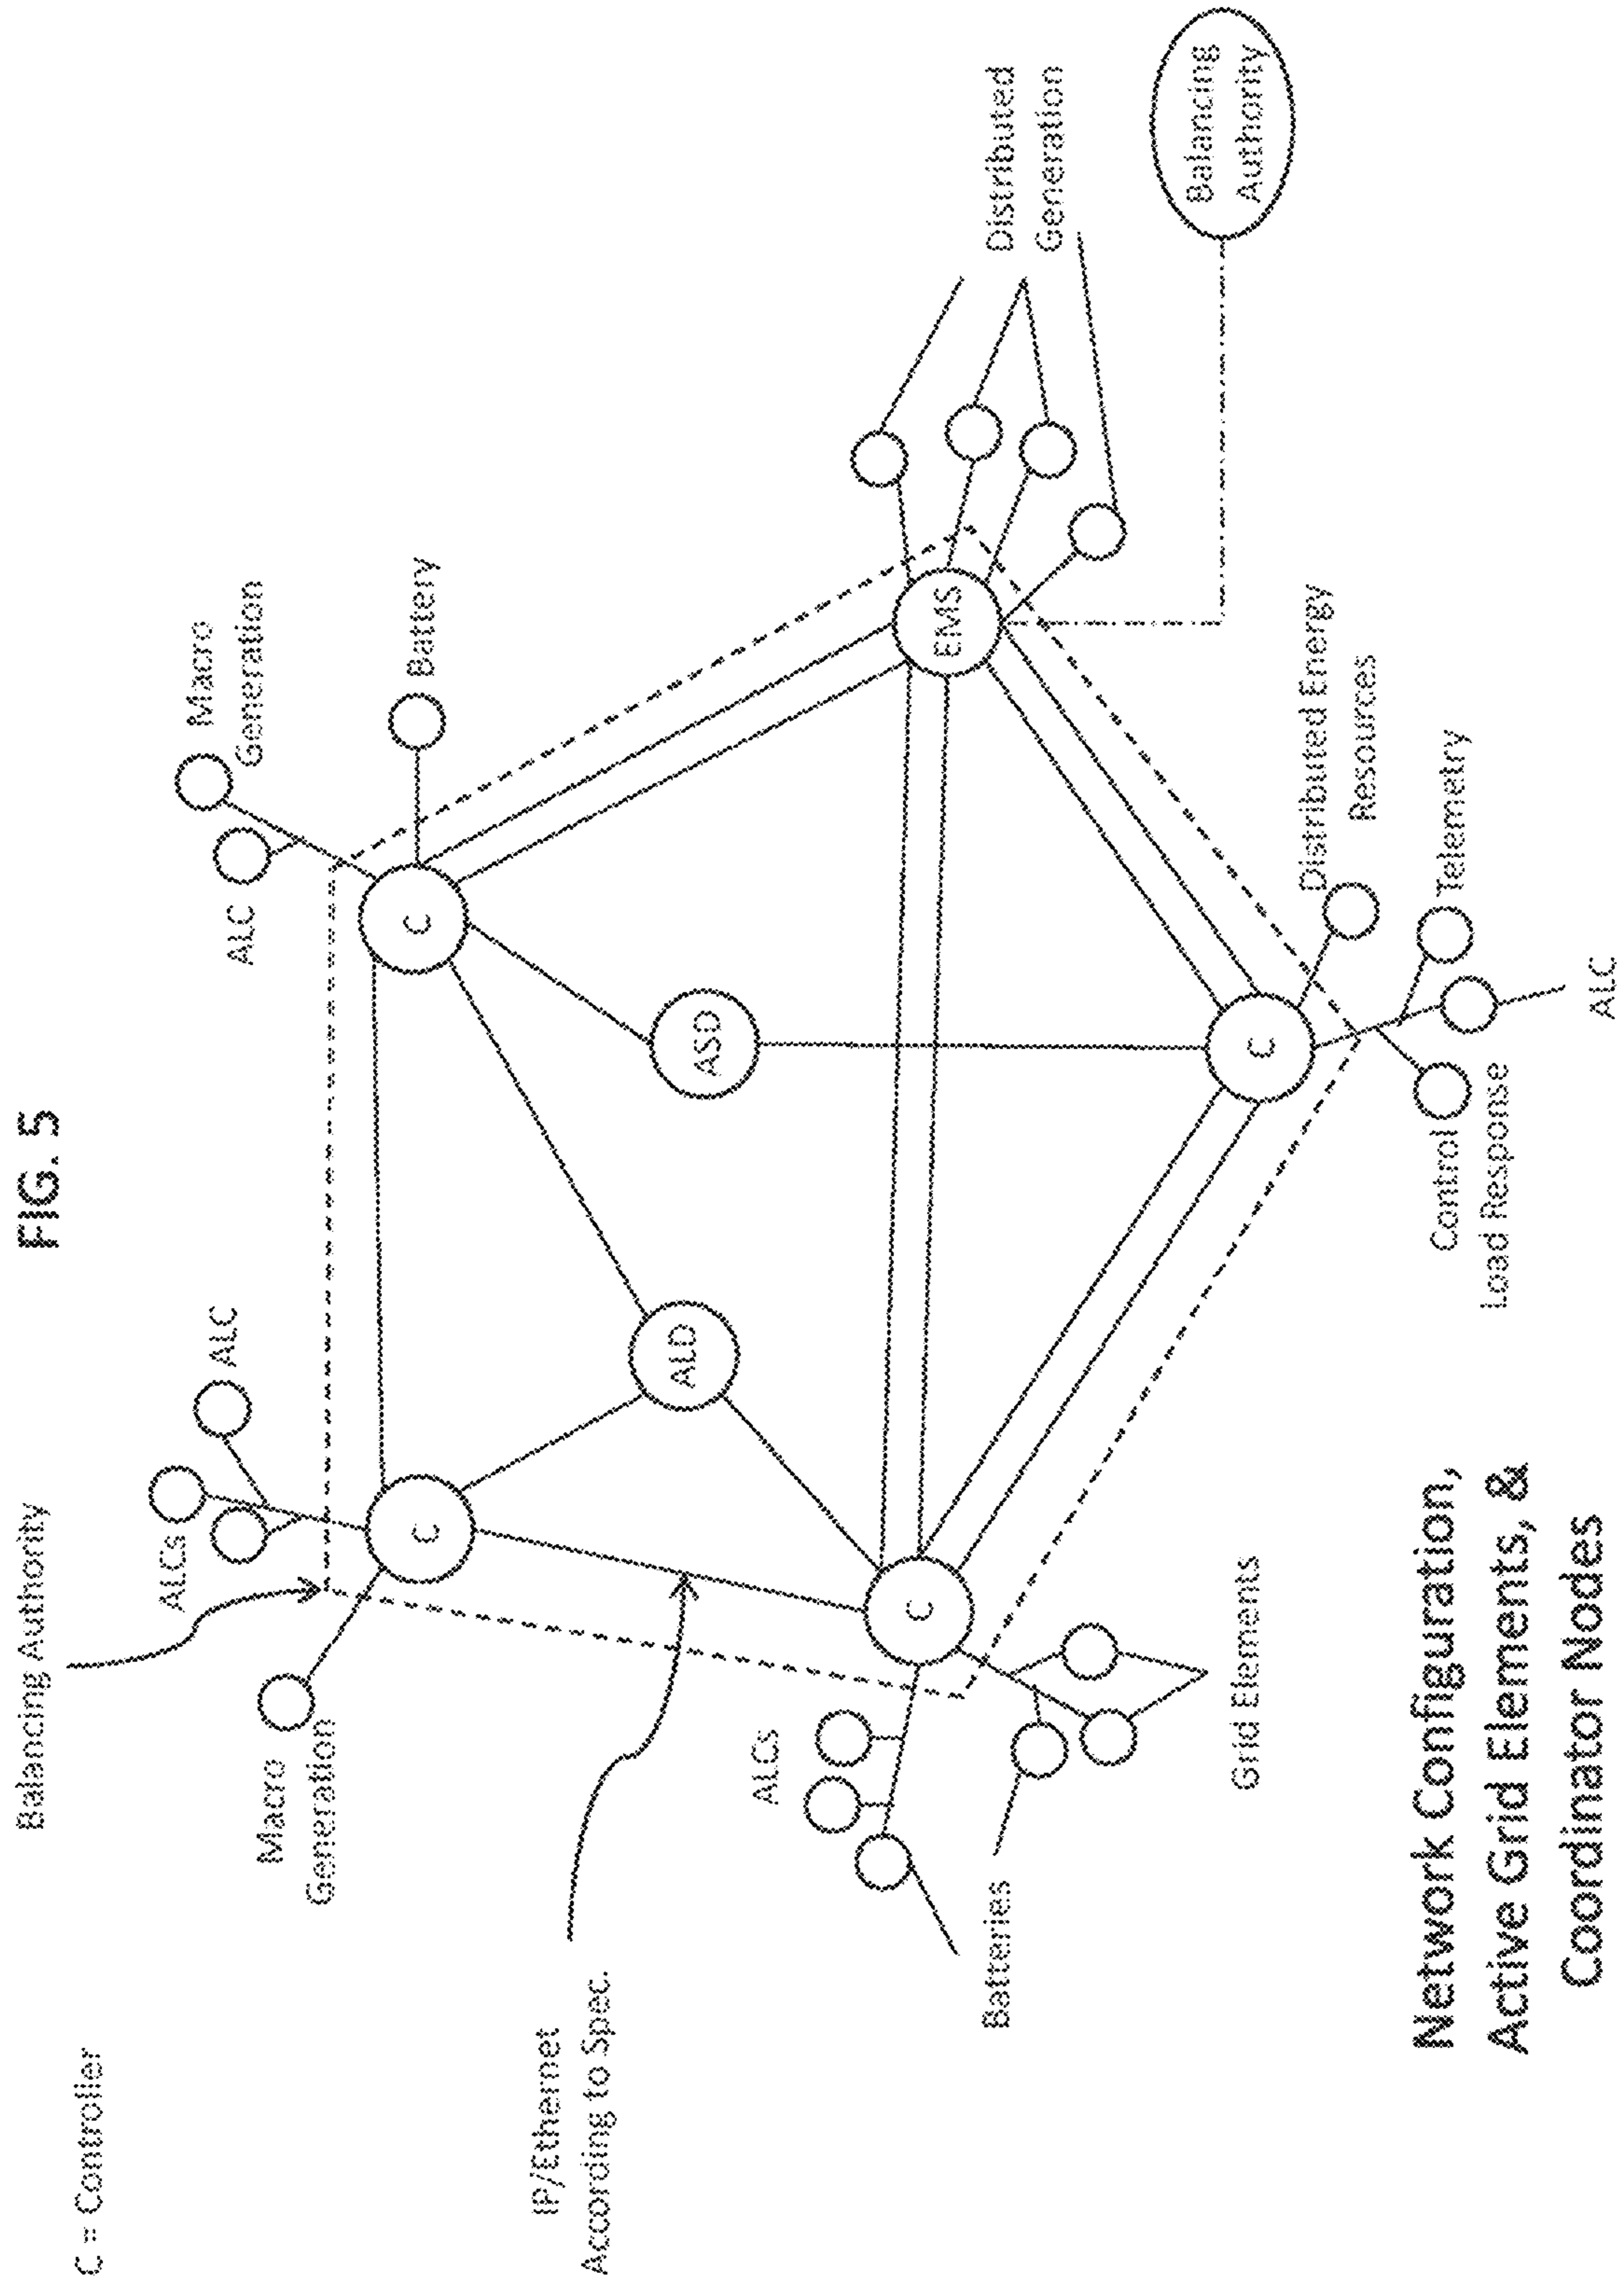 FIG. 5
C = Controller
Balancing Authority
IP/Ethernet
According to Spec.
Macro
Generation
ALCs
ALC
C
ALC
Macro
Generation
C
Battery
ALD
ASD
EMS
Distributed
Generation
Balancing
Authority
C
ALCs
Batteries
Grid Elements
C
Distributed Energy
Resources
Telemetry
ALC
Control
Load Response
Network Configuration,
Active Grid Elements, &
Coordinator Nodes